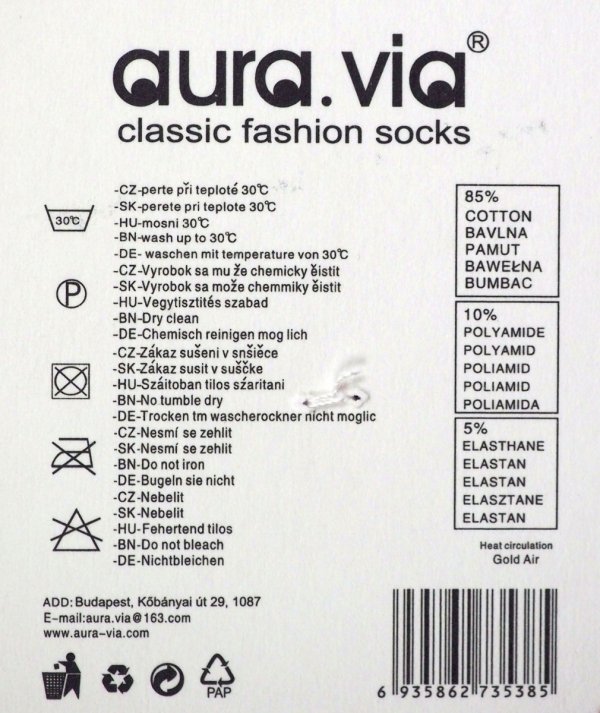 aura.via®
classic fashion socks
30℃
-CZ-perte při teploté 30℃
-SK-perete pri teplote 30℃
-HU-mosni 30℃
-BN-wash up to 30℃
-DE- waschen mit temperature von 30℃
P
-CZ-Vyrobok sa mu že chemicky ěistit
-SK-Vyrobok sa može chemmiky ěistit
-HU-Vegytisztités szabad
-BN-Dry clean
-DE-Chemisch reinigen mog lich
-CZ-Zákaz sušeni v snšiěce
-SK-Zákaz susit v suščke
-HU-Száitoban tilos szaritani
-BN-No tumble dry
-DE-Trocken tm wascherockner nicht moglic
-CZ-Nesmí se zehlit
-SK-Nesmí se zehlit
-BN-Do not iron
-DE-Bugeln sie nicht
-CZ-Nebelit
-SK-Nebelit
-HU-Fehertend tilos
-BN-Do not bleach
-DE-Nichtbleichen
85%
COTTON
BAVLNA
PAMUT
BAWEŁNA
BUMBAC
10%
POLYAMIDE
POLYAMID
POLIAMID
POLIAMID
POLIAMIDA
5%
ELASTHANE
ELASTAN
ELASTAN
ELASZTANE
ELASTAN
Heat circulation
Gold Air
ADD: Budapest, Kőbányai út 29, 1087
E-mail:aura.via@163.com
www.aura-via.com
PAP
6 935862 735385